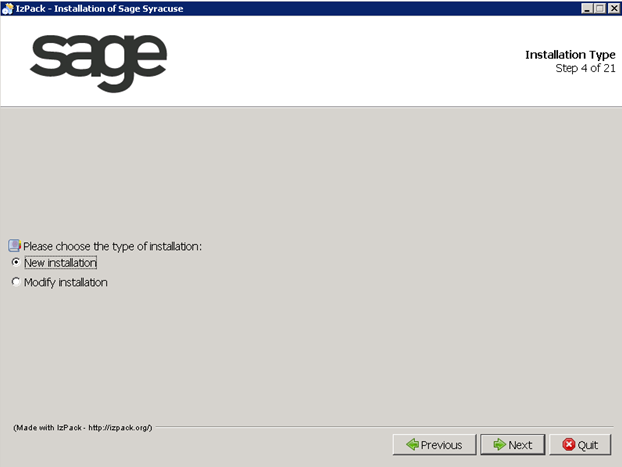 IzPack - Installation of Sage Syracuse
sage
Installation Type
Step 4 of 21
Please choose the type of installation:
New installation
Modify installation
(Made with IzPack - http://izpack.org/)
Previous
Next
Quit